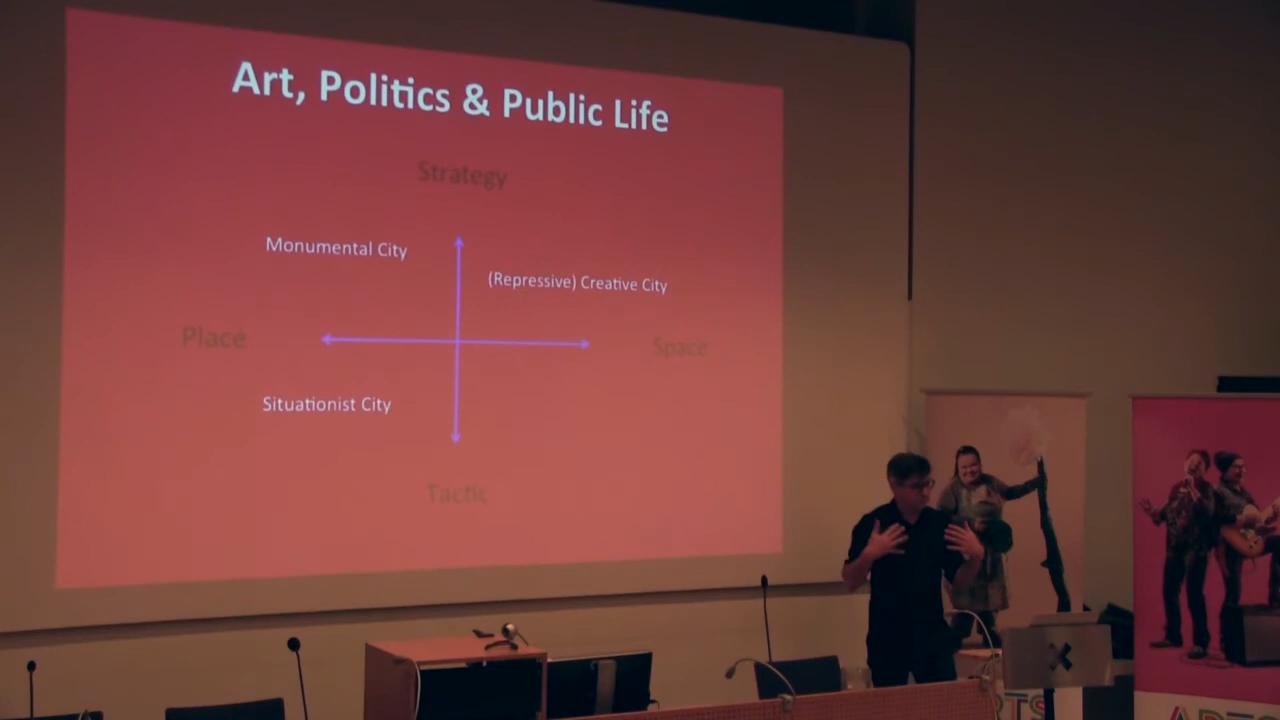 Art, Politics & Public Life
Strategy
Monumental City
(Repressive) Creative City
Place
Space
Situationist City
Tactic
X